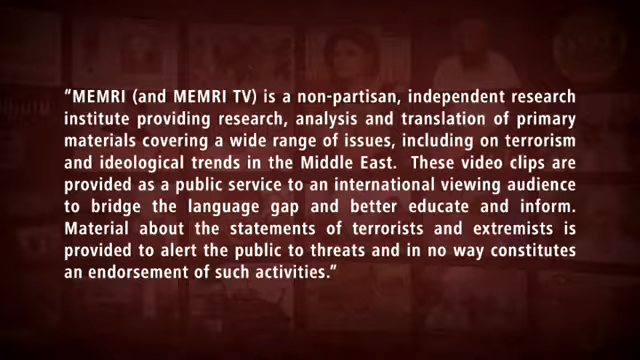 "MEMRI (and MEMRI TV) is a non-partisan, independent research
institute providing research, analysis and translation of primary
materials covering a wide range of issues, including on terrorism
and ideological trends in the Middle East. These video clips are
provided as a public service to an international viewing audience
to bridge the language gap and better educate and inform.
Material about the statements of terrorists and extremists is
provided to alert the public to threats and in no way constitutes
an endorsement of such activities."